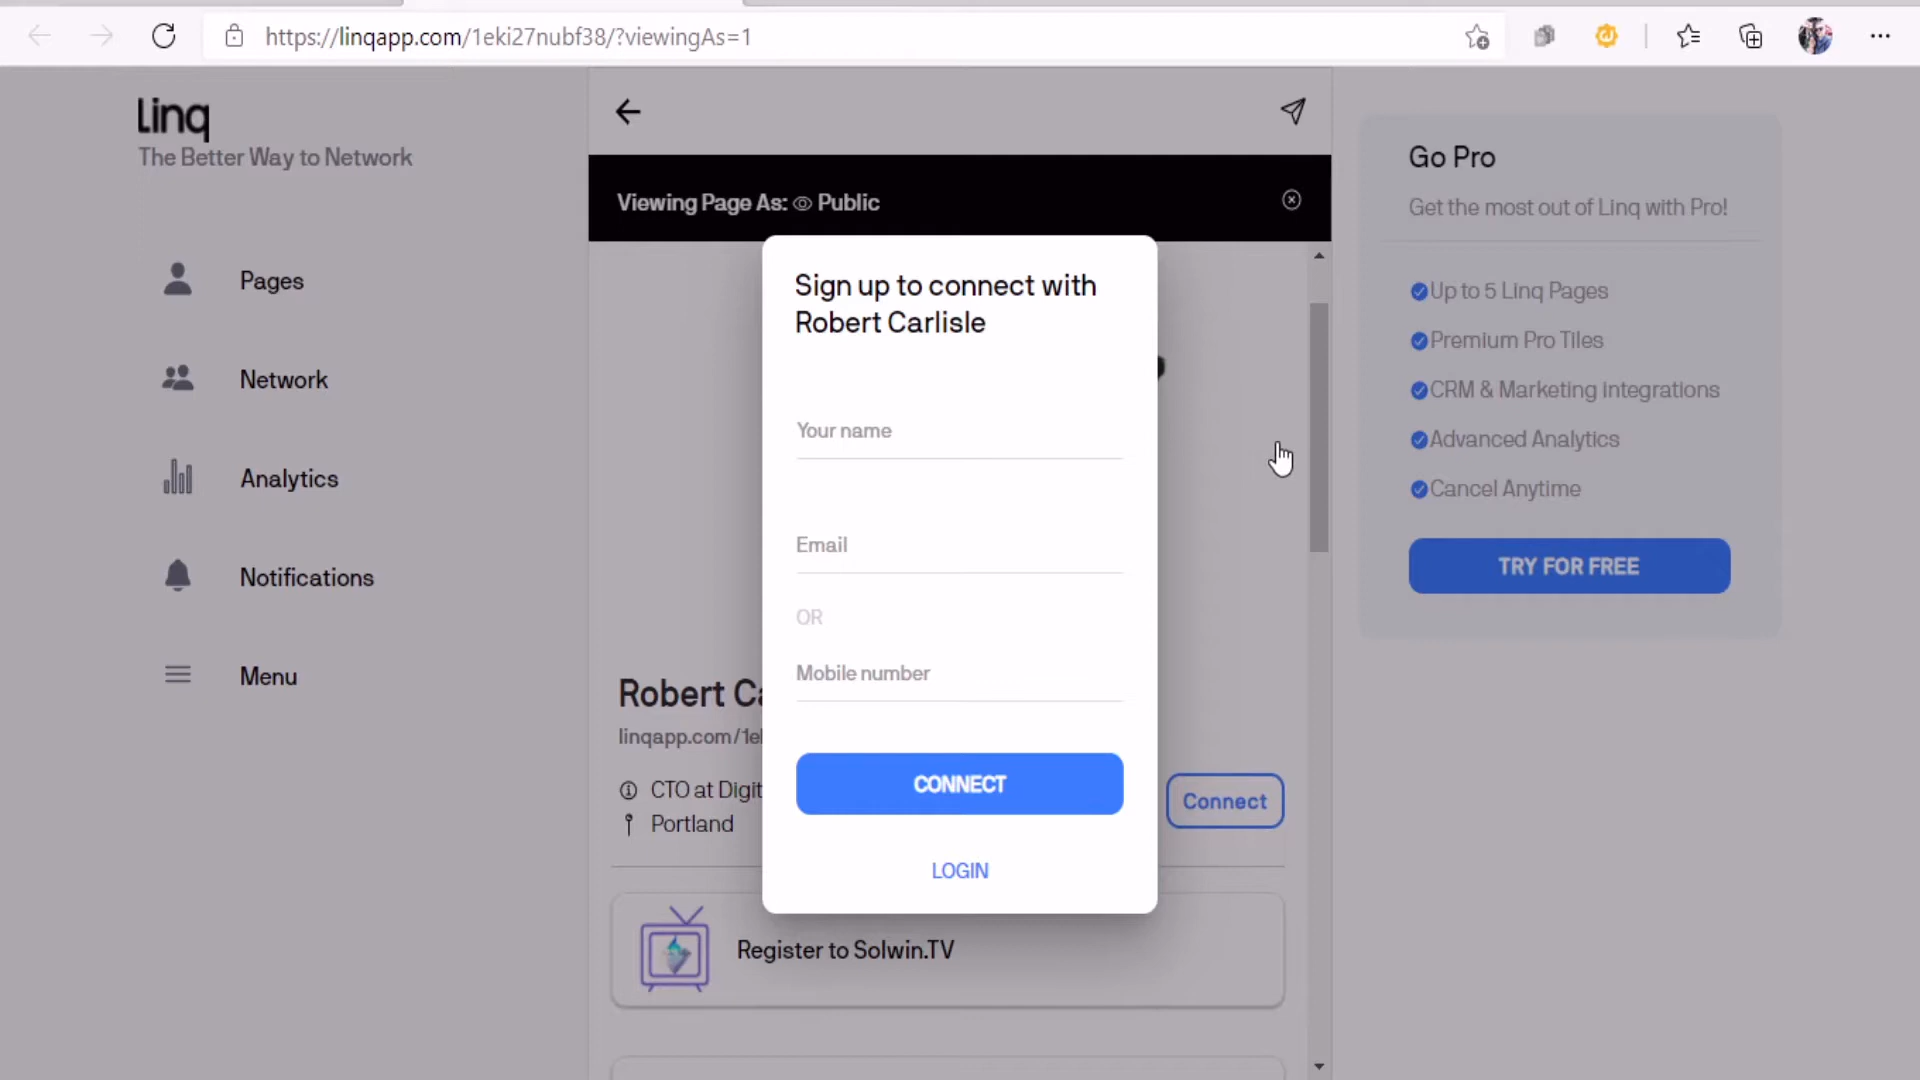 https://linqapp.com/1eki27nubf38/?viewingAs=1
Linq
The Better Way to Network
Pages
Network
Analytics
Notifications
Menu
Viewing Page As: Public
Sign up to connect with
Robert Carlisle
Your name
Email
OR
Mobile number
CONNECT
LOGIN
Robert Ca
linqapp.com/1e
CTO at Digit
Portland
Connect
Register to Solwin.TV
Go Pro
Get the most out of Linq with Pro!
Up to 5 Linq Pages
Premium Pro Tiles
CRM & Marketing integrations
Advanced Analytics
Cancel Anytime
TRY FOR FREE